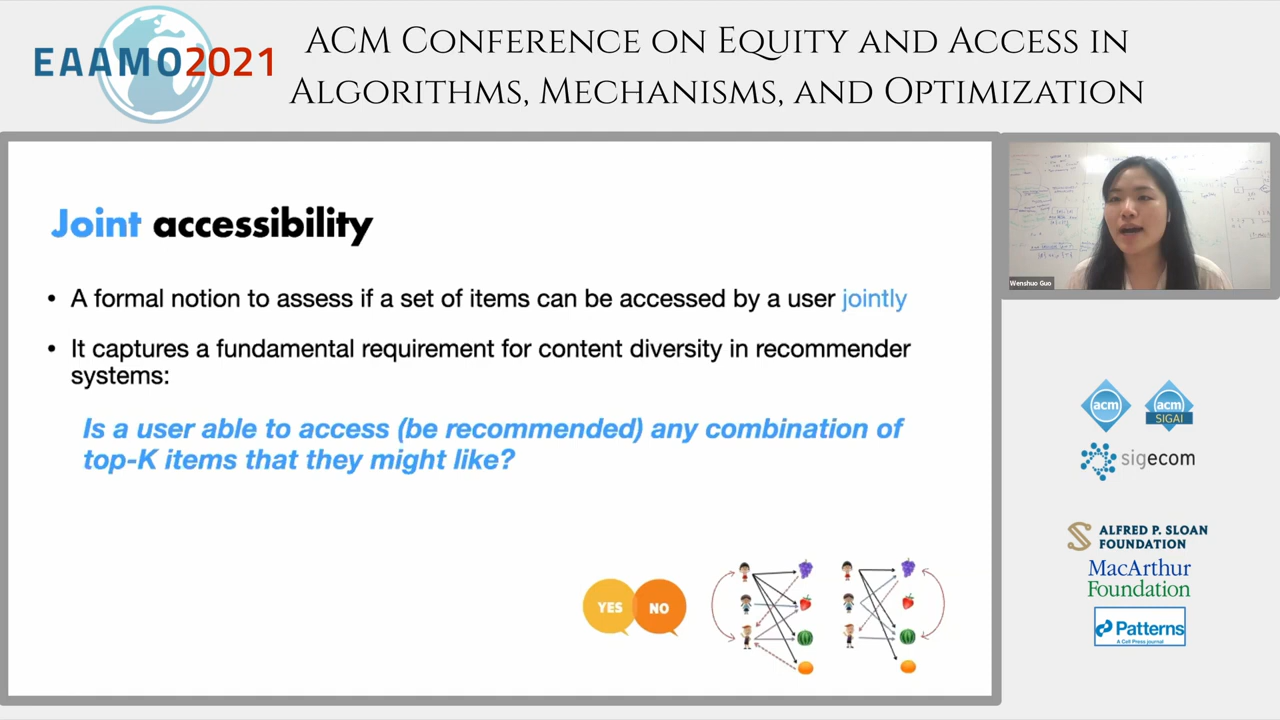 EAAMO2021
ACM Conference on Equity and Access in
Algorithms, Mechanisms, and Optimization
Joint accessibility
• A formal notion to assess if a set of items can be accessed by a user jointly
• It captures a fundamental requirement for content diversity in recommender
systems:
Is a user able to access (be recommended) any combination of
top-K items that they might like?
YES
NO
Wenshuo Guo
acm
acm
SIGAI
sigecom
ALFRED P. SLOAN
FOUNDATION
MacArthur
Foundation
Patterns
A Cell Press journal